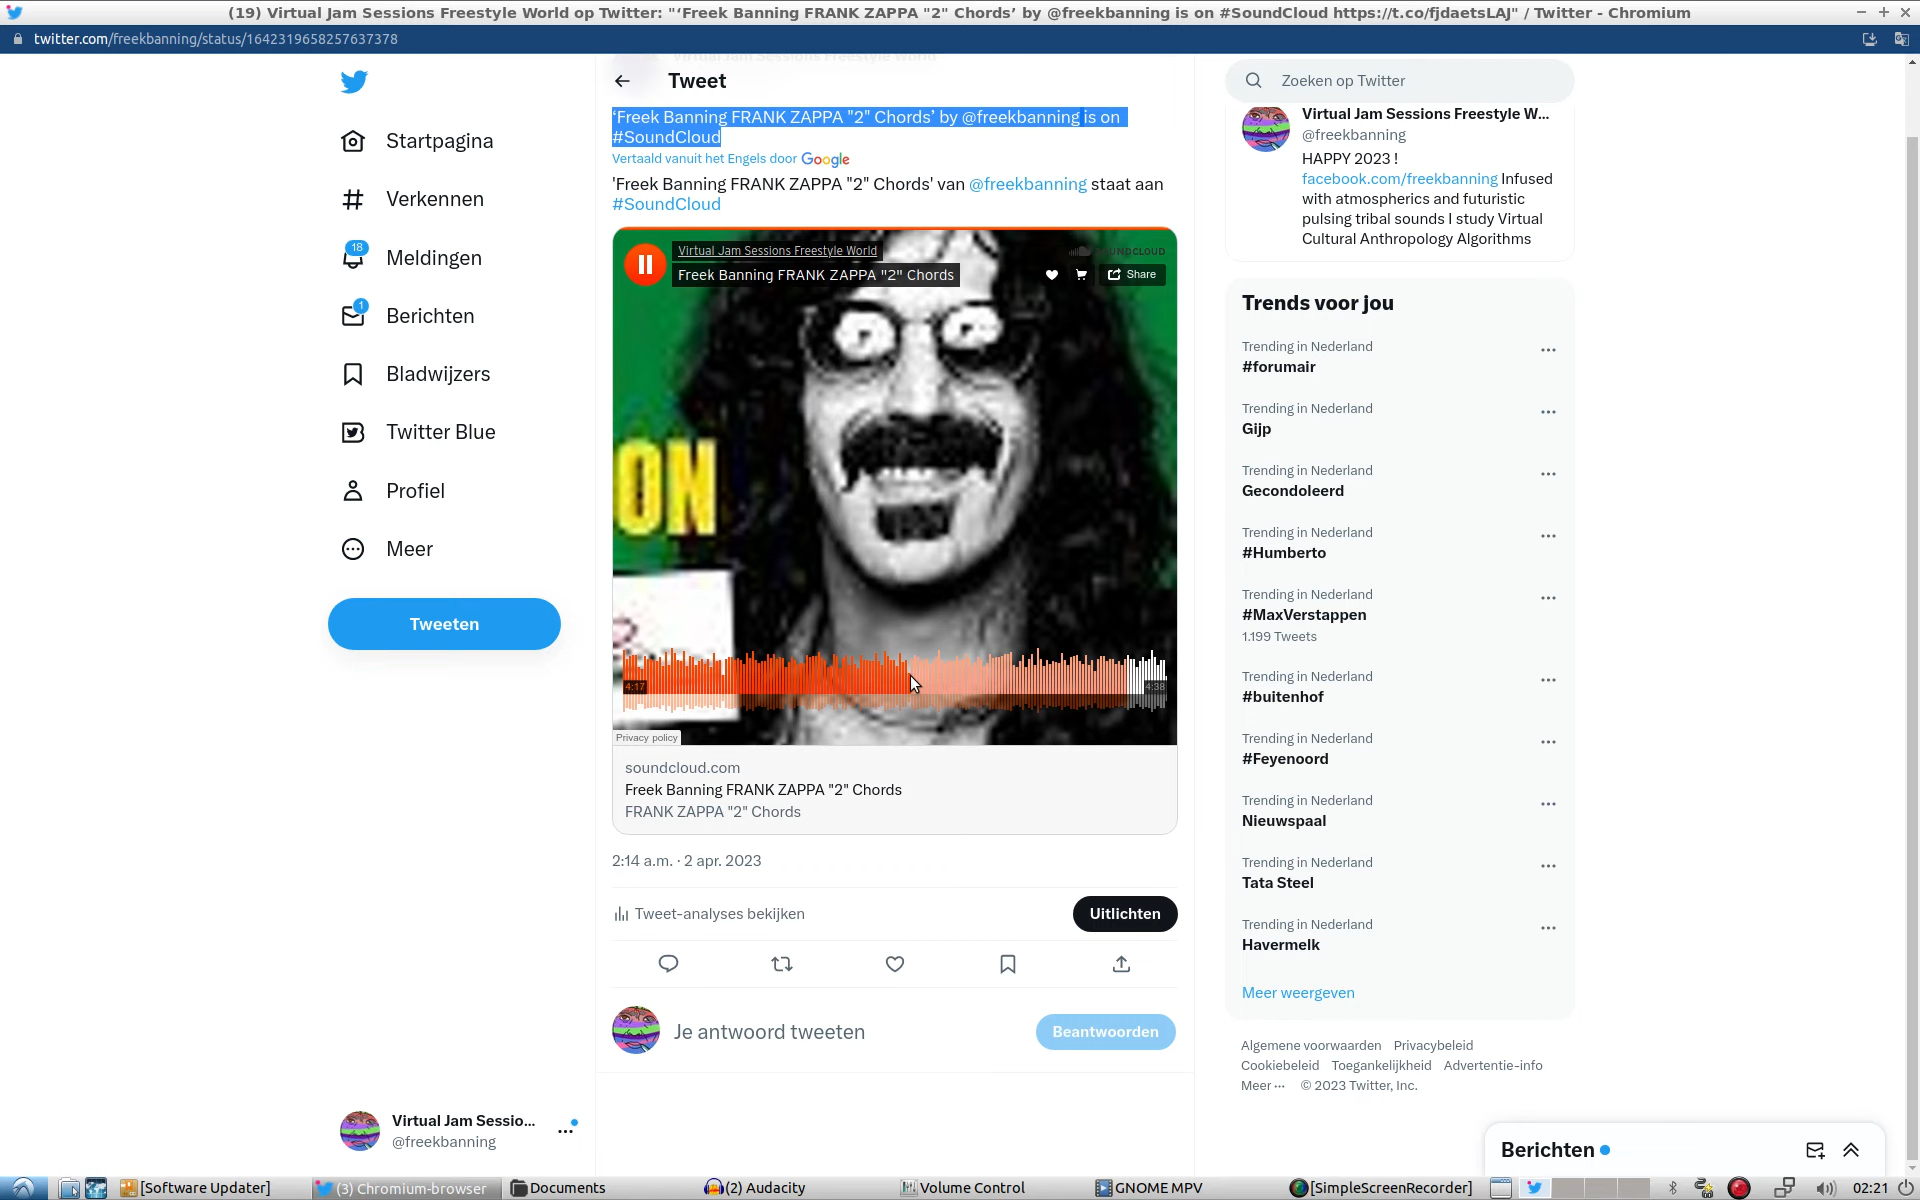 (19) Virtual Jam Sessions Freestyle World op Twitter: "‘Freek Banning FRANK ZAPPA "2" Chords’ by @freekbanning is on #SoundCloud https://t.co/fjdaetsLAJ" / Twitter - Chromium
twitter.com/freekbanning/status/1642319658257637378
Startpagina
Verkennen
18
Meldingen
1
Berichten
Bladwijzers
Twitter Blue
Profiel
Meer
Tweeten
Virtual Jam Sessio...
@freekbanning
Virtual Jam Sessions Freestyle World
Tweet
‘Freek Banning FRANK ZAPPA "2" Chords’ by @freekbanning is on
#SoundCloud
Vertaald vanuit het Engels door Google
'Freek Banning FRANK ZAPPA "2" Chords' van @freekbanning staat aan
#SoundCloud
Virtual Jam Sessions Freestyle World
Freek Banning FRANK ZAPPA "2" Chords
Share
ON
4:17
4:38
Privacy policy
soundcloud.com
Freek Banning FRANK ZAPPA "2" Chords
FRANK ZAPPA "2" Chords
2:14 a.m. · 2 apr. 2023
Tweet-analyses bekijken
Uitlichten
Je antwoord tweeten
Beantwoorden
Zoeken op Twitter
Virtual Jam Sessions Freestyle W...
@freekbanning
HAPPY 2023 !
facebook.com/freekbanning Infused
with atmospherics and futuristic
pulsing tribal sounds I study Virtual
Cultural Anthropology Algorithms
Trends voor jou
Trending in Nederland
#forumair
Trending in Nederland
Gijp
Trending in Nederland
Gecondoleerd
Trending in Nederland
#Humberto
Trending in Nederland
#MaxVerstappen
1.199 Tweets
Trending in Nederland
#buitenhof
Trending in Nederland
#Feyenoord
Trending in Nederland
Nieuwspaal
Trending in Nederland
Tata Steel
Trending in Nederland
Havermelk
Meer weergeven
Algemene voorwaarden Privacybeleid
Cookiebeleid Toegankelijkheid Advertentie-info
Meer ··· © 2023 Twitter, Inc.
Berichten
[Software Updater]
(3) Chromium-browser
Documents
(2) Audacity
Volume Control
GNOME MPV
[SimpleScreenRecorder]
02:21